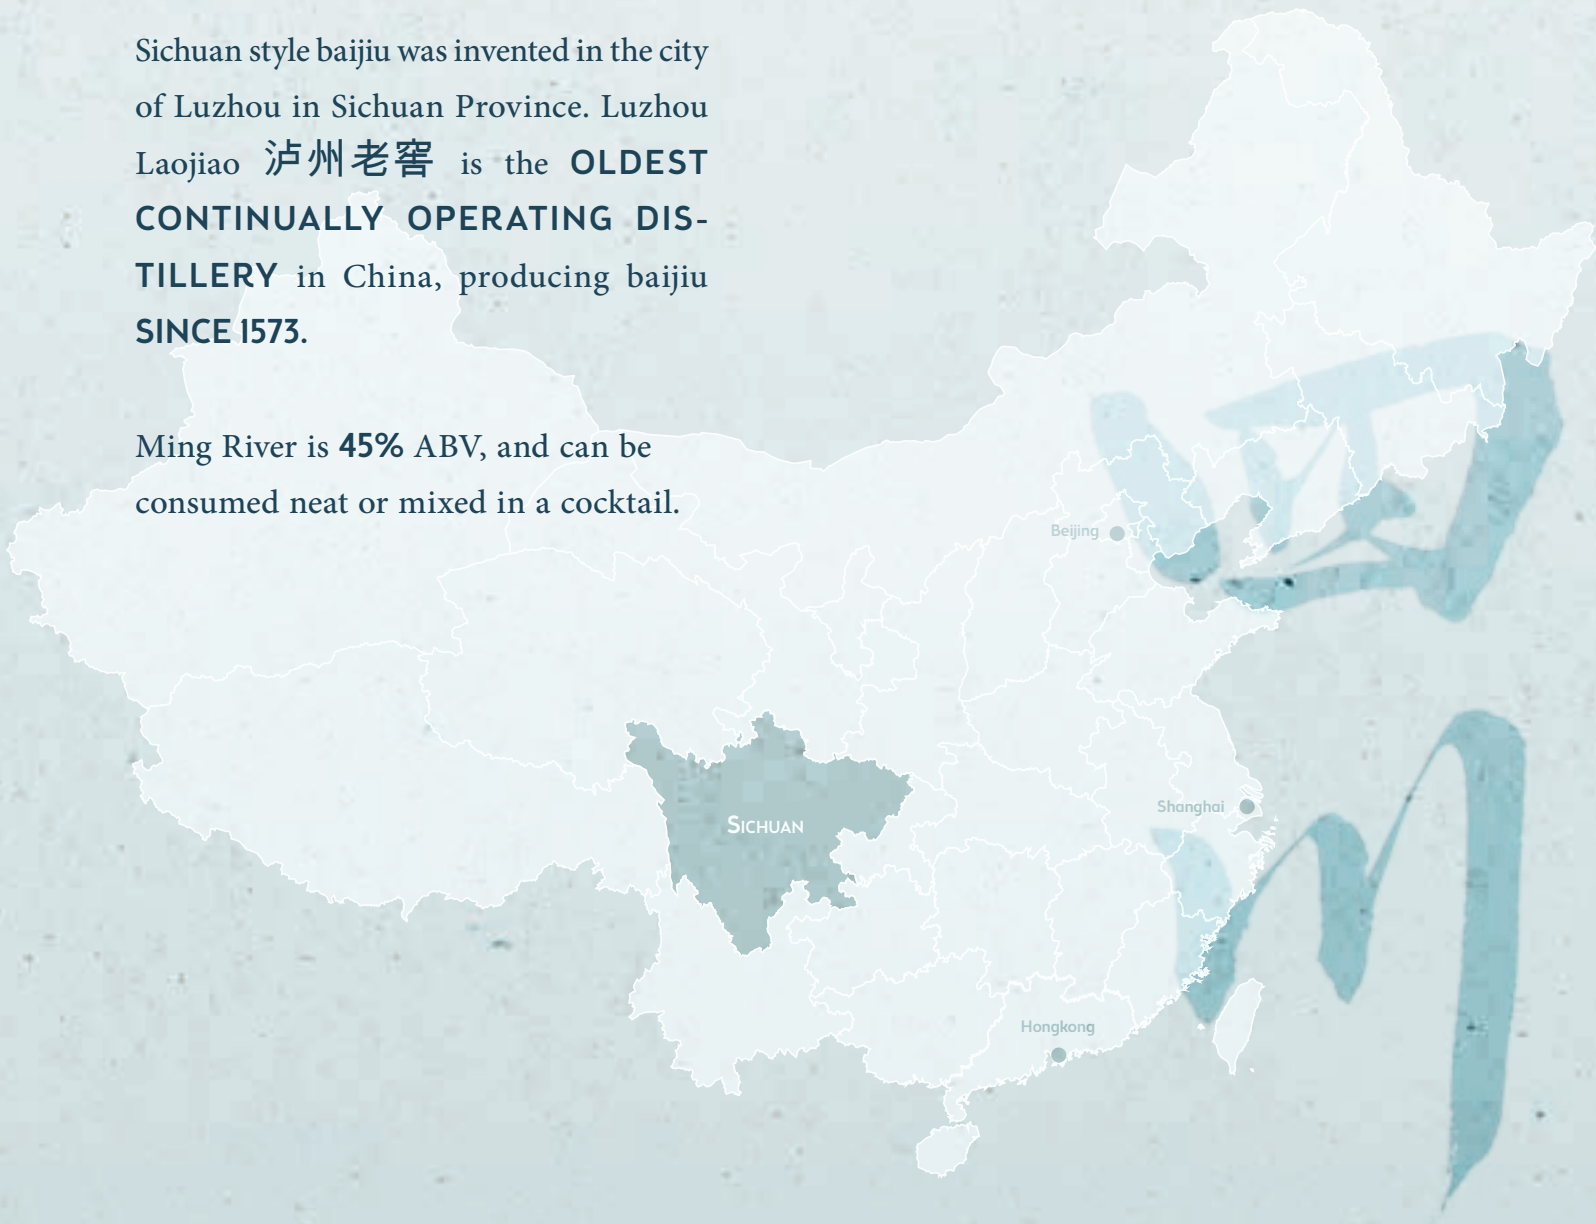 Sichuan style baijiu was invented in the city
of Luzhou in Sichuan Province. Luzhou
Laojiao 泸州老窖 is the OLDEST
CONTINUALLY OPERATING DIS-
TILLERY in China, producing baijiu
SINCE 1573.
Ming River is 45% ABV, and can be
consumed neat or mixed in a cocktail.
四
川
Beijing
Shanghai
SICHUAN
Hongkong